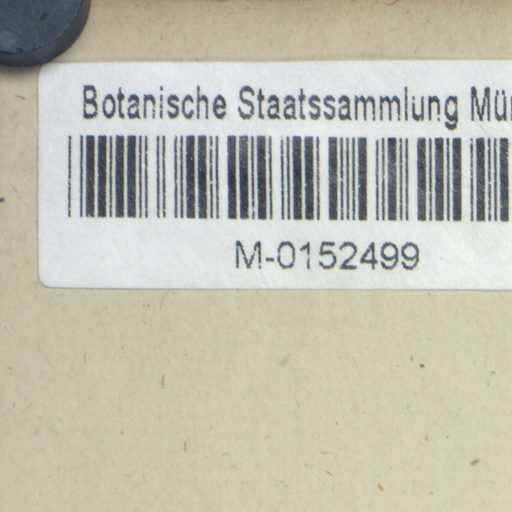 Botanische Staatssammlung Mün
M-0152499